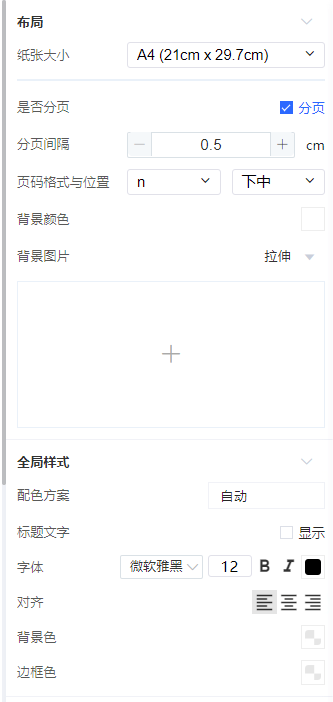 布局
纸张大小 A4 (21cm x 29.7cm)
是否分页 分页
分页间隔 0.5 cm
页码格式与位置 n 下中
背景颜色
背景图片 拉伸
全局样式
配色方案 自动
标题文字 显示
字体 微软雅黑 12 B I
对齐
背景色
边框色